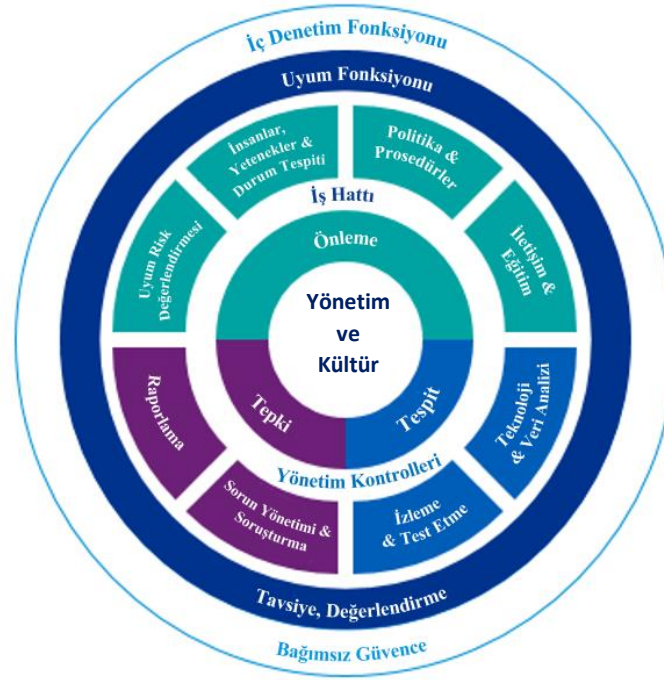 İç Denetim Fonksiyonu
Uyum Fonksiyonu
İnsanlar,
Yetenekler &
Durum Tespiti
Politika &
Prosedürler
İş Hattı
Uyum Risk
Değerlendirmesi
Önleme
İletişim &
Eğitim
Yönetim
ve
Kültür
Raporlama
Tepki
Tespit
Teknoloji
& Veri Analizi
Yönetim Kontrolleri
Sorun Yönetimi &
Soruşturma
İzleme
& Test Etme
Tavsiye, Değerlendirme
Bağımsız Güvence